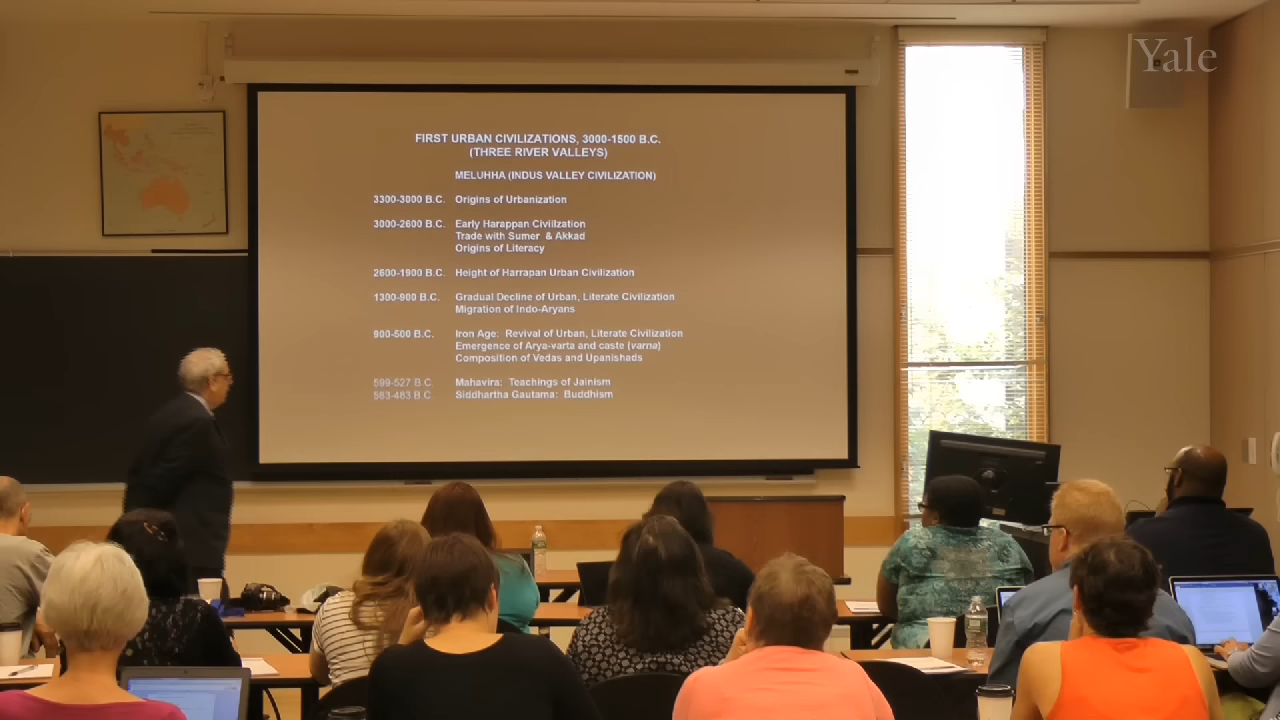 Yale
FIRST URBAN CIVILIZATIONS, 3000-1500 B.C.
(THREE RIVER VALLEYS)
MELUHHA (INDUS VALLEY CIVILIZATION)
3300-3000 B.C. Origins of Urbanization
3000-2600 B.C. Early Harappan Civilization
Trade with Sumer & Akkad
Origins of Literacy
2600-1900 B.C. Height of Harrapan Urban Civilization
1300-900 B.C. Gradual Decline of Urban, Literate Civilization
Migration of Indo-Aryans
900-500 B.C. Iron Age: Revival of Urban, Literate Civilization
Emergence of Arya-varta and caste (varna)
Composition of Vedas and Upanishads
599-527 B.C. Mahavira: Teachings of Jainism
563-483 B.C Siddhartha Gautama: Buddhism